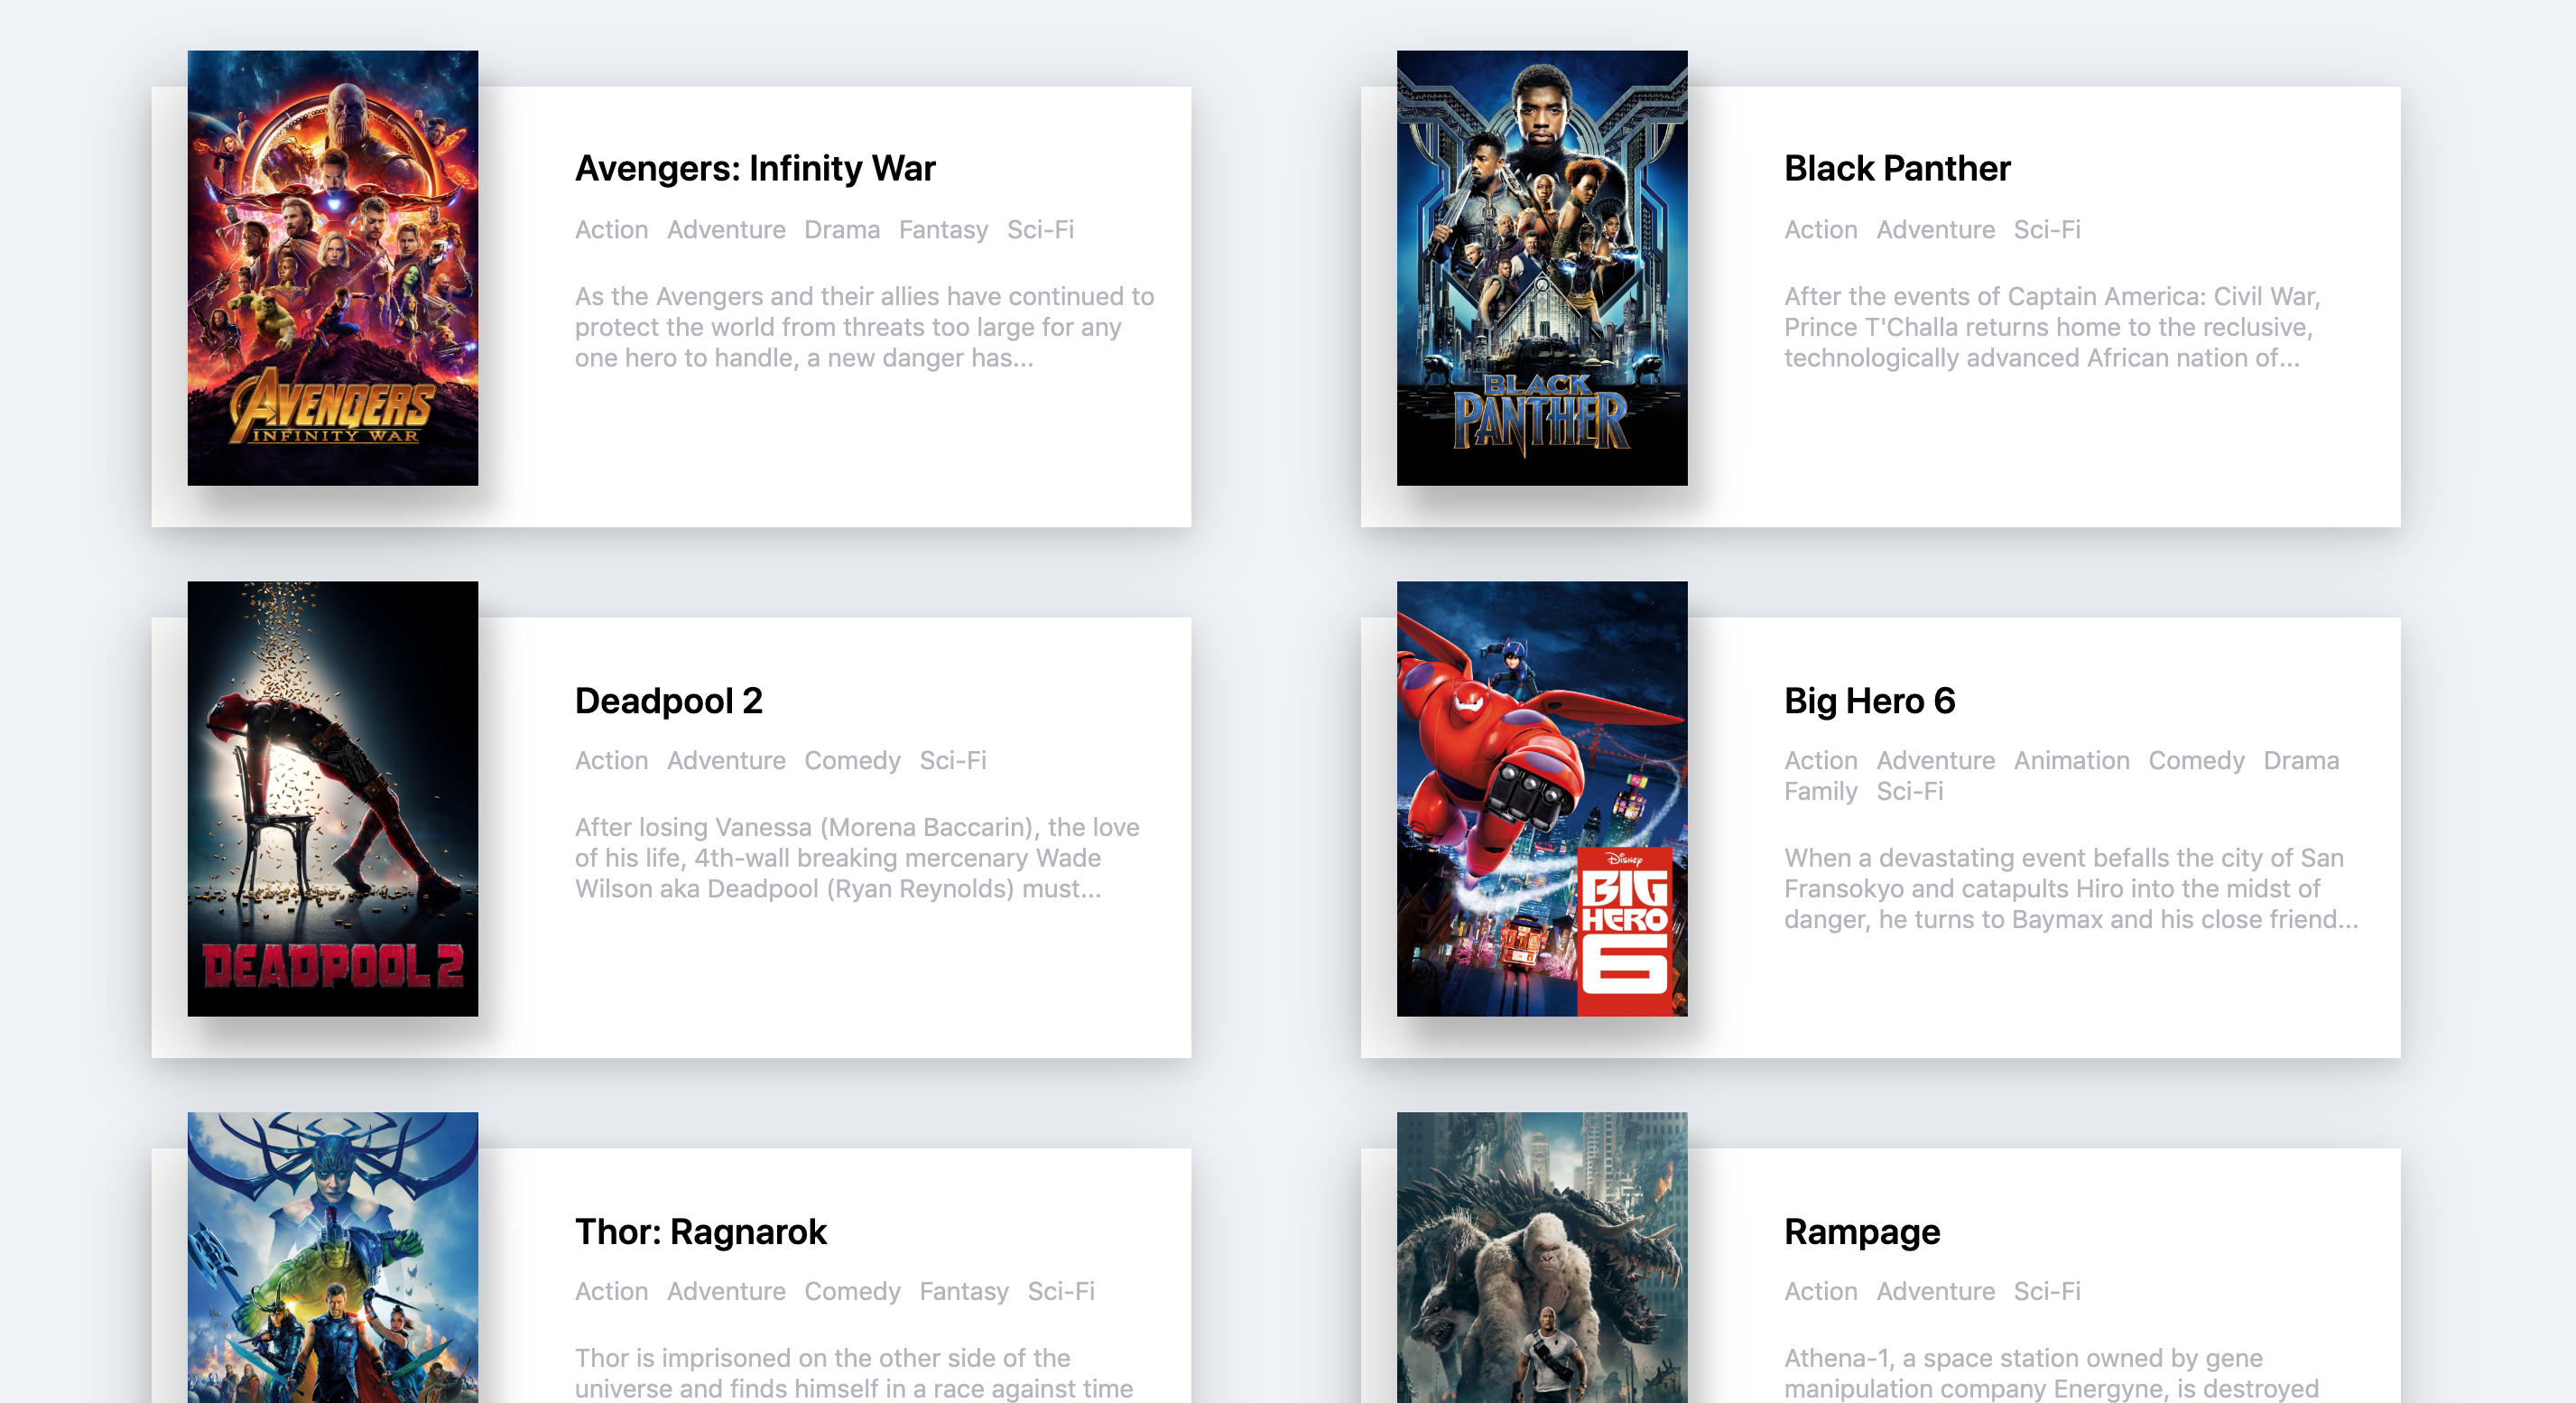 AVENGERS
INFINITY WAR
Avengers: Infinity War
Action Adventure Drama Fantasy Sci-Fi
As the Avengers and their allies have continued to
protect the world from threats too large for any
one hero to handle, a new danger has...
BLACK
PANTHER
Black Panther
Action Adventure Sci-Fi
After the events of Captain America: Civil War,
Prince T'Challa returns home to the reclusive,
technologically advanced African nation of...
DEADPOOL 2
Deadpool 2
Action Adventure Comedy Sci-Fi
After losing Vanessa (Morena Baccarin), the love
of his life, 4th-wall breaking mercenary Wade
Wilson aka Deadpool (Ryan Reynolds) must...
DISNEY
BIG
HERO
6
Big Hero 6
Action Adventure Animation Comedy Drama
Family Sci-Fi
When a devastating event befalls the city of San
Fransokyo and catapults Hiro into the midst of
danger, he turns to Baymax and his close friend...
Thor: Ragnarok
Action Adventure Comedy Fantasy Sci-Fi
Thor is imprisoned on the other side of the
universe and finds himself in a race against time
Rampage
Action Adventure Sci-Fi
Athena-1, a space station owned by gene
manipulation company Energyne, is destroyed